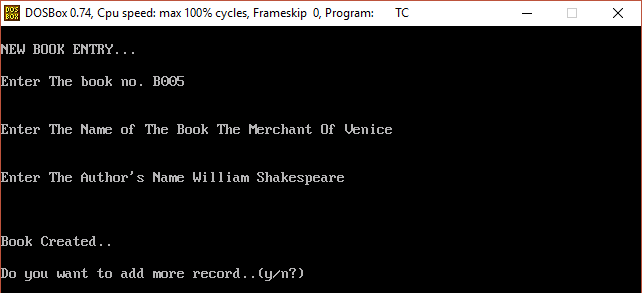 DOS
BOX
DOSBox 0.74, Cpu speed: max 100% cycles, Frameskip 0, Program: TC
NEW BOOK ENTRY...
Enter The book no. B005
Enter The Name of The Book The Merchant Of Venice
Enter The Author's Name William Shakespeare
Book Created..
Do you want to add more record..(y/n?)